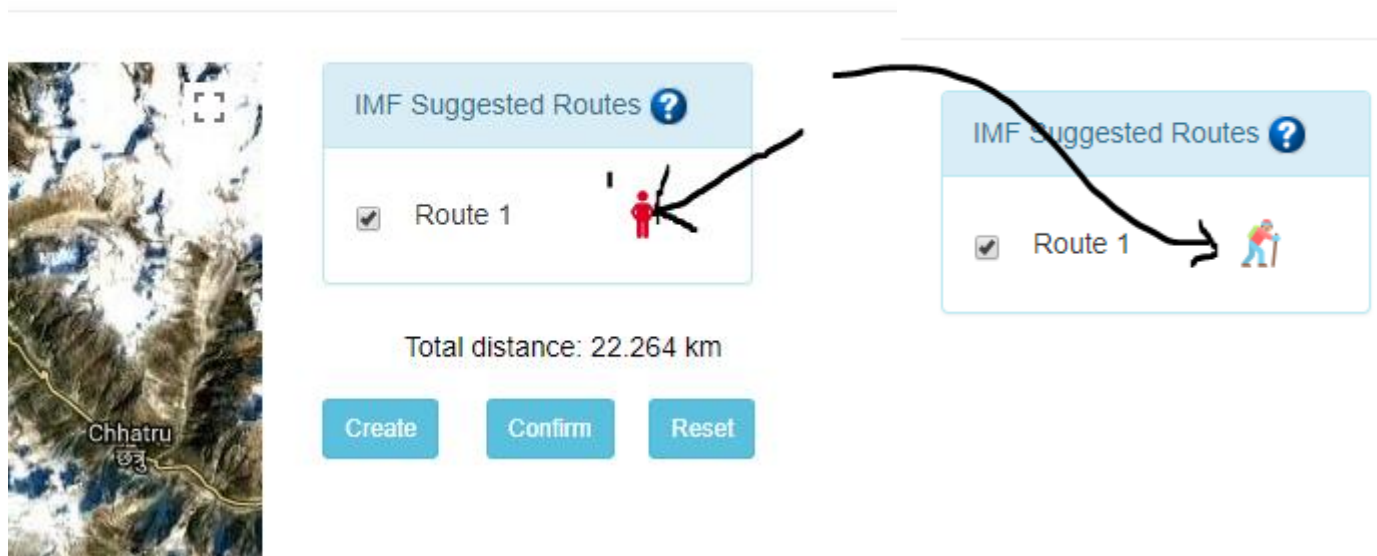 IMF Suggested Routes ?
Route 1
Total distance: 22.264 km
Create Confirm Reset
Chhatru
छत्रु
IMF Suggested Routes ?
Route 1